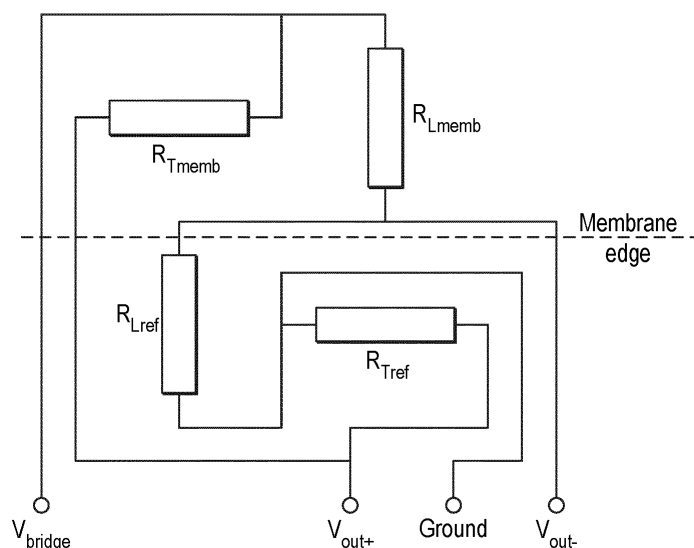 R_Lmemb
R_Tmemb
Membrane
edge
R_Lref
R_Tref
V_bridge
V_out+
Ground
V_out-